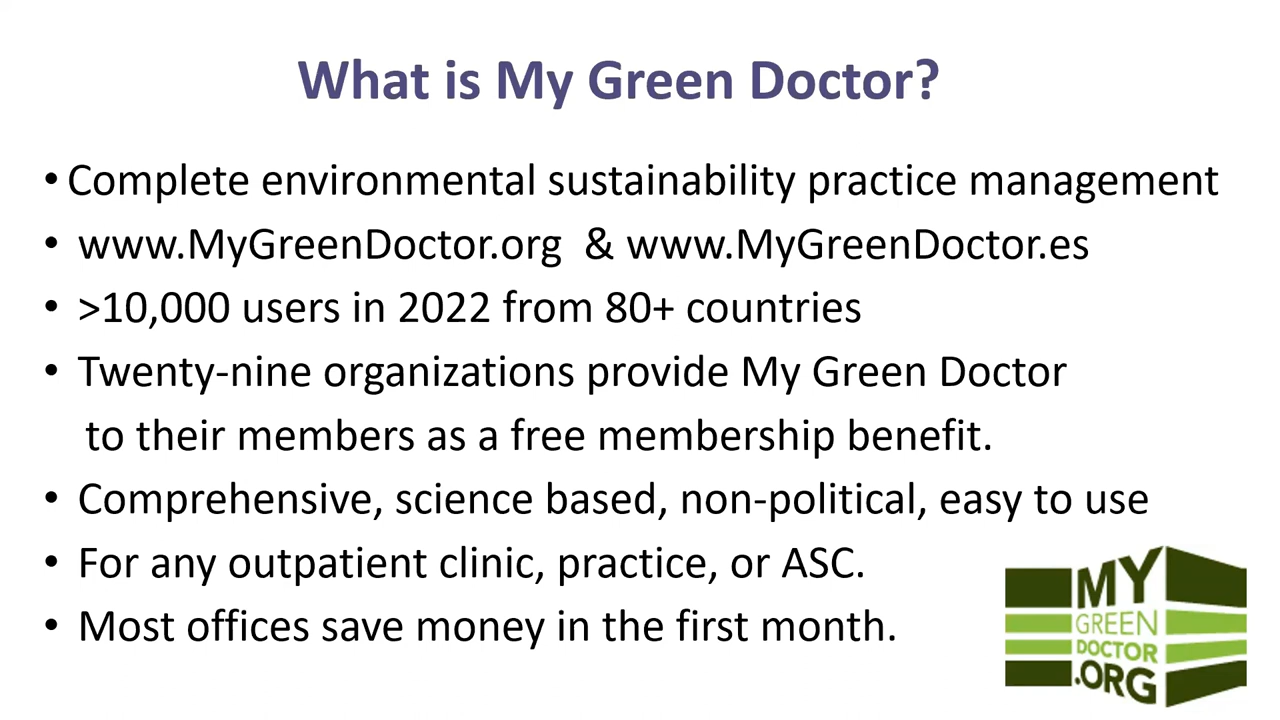 What is My Green Doctor?
• Complete environmental sustainability practice management
• www.MyGreenDoctor.org & www.MyGreenDoctor.es
• >10,000 users in 2022 from 80+ countries
• Twenty-nine organizations provide My Green Doctor
to their members as a free membership benefit.
• Comprehensive, science based, non-political, easy to use
• For any outpatient clinic, practice, or ASC.
• Most offices save money in the first month.
MY
GREEN
DOCTOR
.ORG